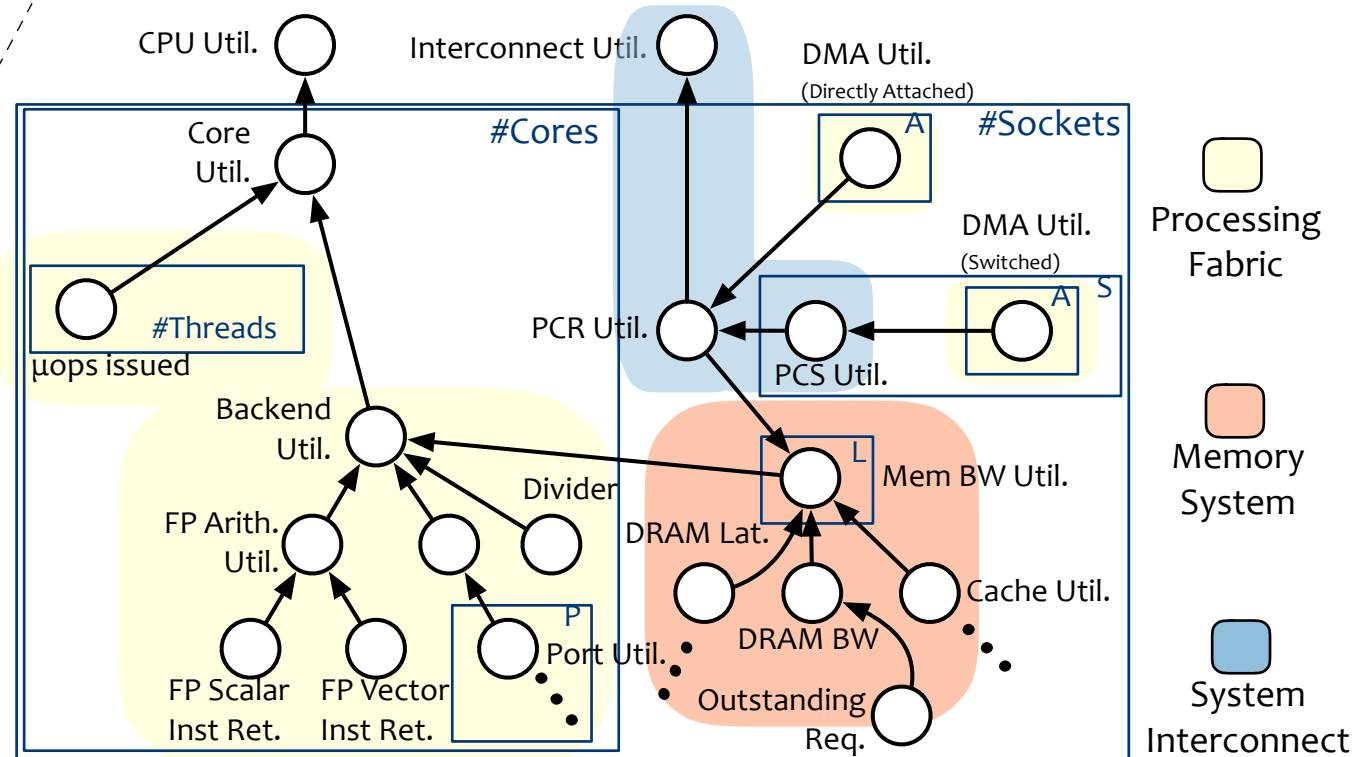 CPU Util.
Interconnect Util.
DMA Util.
(Directly Attached)
#Cores
A
#Sockets
Core
Util.
Processing
Fabric
DMA Util.
(Switched)
A
S
#Threads
μops issued
PCR Util.
PCS Util.
Backend
Util.
L
Mem BW Util.
Memory
System
Divider
FP Arith.
Util.
DRAM Lat.
Cache Util.
P
DRAM BW
Port Util.
FP Scalar
Inst Ret.
FP Vector
Inst Ret.
Outstanding
Req.
System
Interconnect